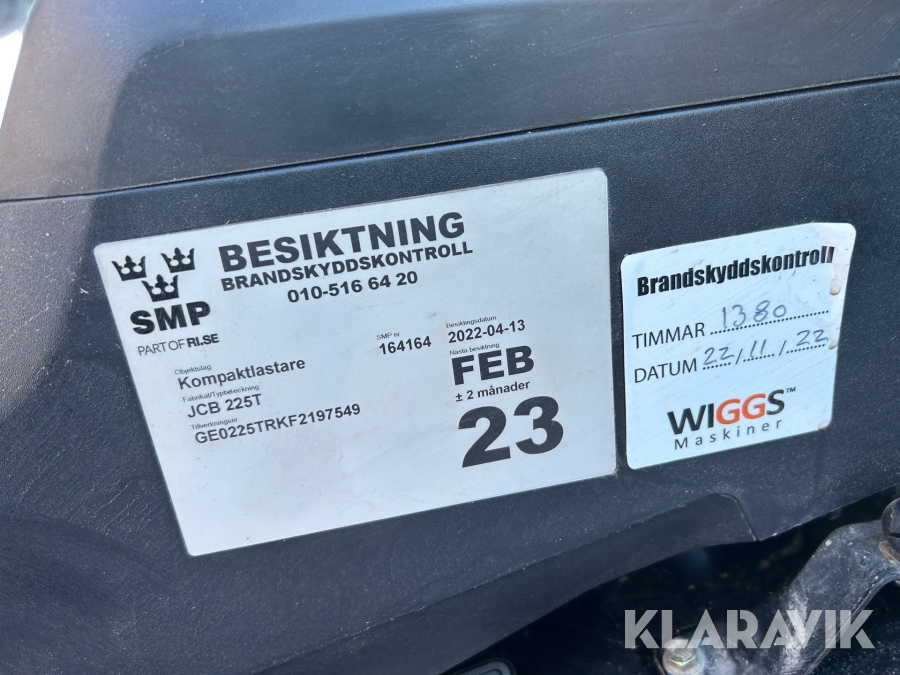 BESIKTNING
BRANDSKYDDSKONTROLL
010-516 64 20
SMP
PART OF RI.SE
Objektslag
Kompaktlastare
Fabrikat/Typbeteckning
JCB 225T
Tillverkningsnr
GE0225TRKF2197549
SMP nr
164164
Besiktningsdatum
2022-04-13
Nästa besiktning
FEB
± 2 månader
23
Brandskyddskontroll
TIMMAR 1380
DATUM 22/11/22
WIGGS™
Maskiner
KLARAVIK